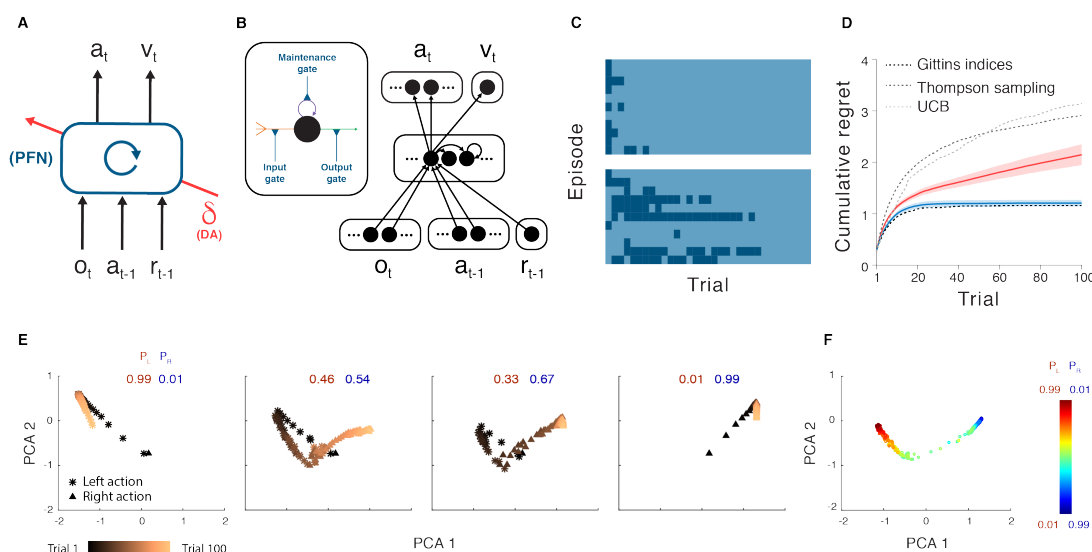 A
a_t v_t
(PFN)
δ
(DA)
o_t a_t-1 r_t-1
B
Maintenance
gate
Input
gate
Output
gate
a_t v_t
o_t a_t-1 r_t-1
C
Episode
Trial
D
Cumulative regret
4
3
2
1
0
Gittins indices
Thompson sampling
UCB
1 20 40 60 80 100
Trial
E
P_L P_R
0.99 0.01
0.46 0.54
0.33 0.67
0.01 0.99
PCA 2
1
0
-1
-2
Left action
Right action
-2 -1 0 1 2
Trial 1 Trial 100
PCA 1
F
P_L P_R
0.99 0.01
0.01 0.99
PCA 2
1
0
-1
-2
-2 -1 0 1 2
PCA 1